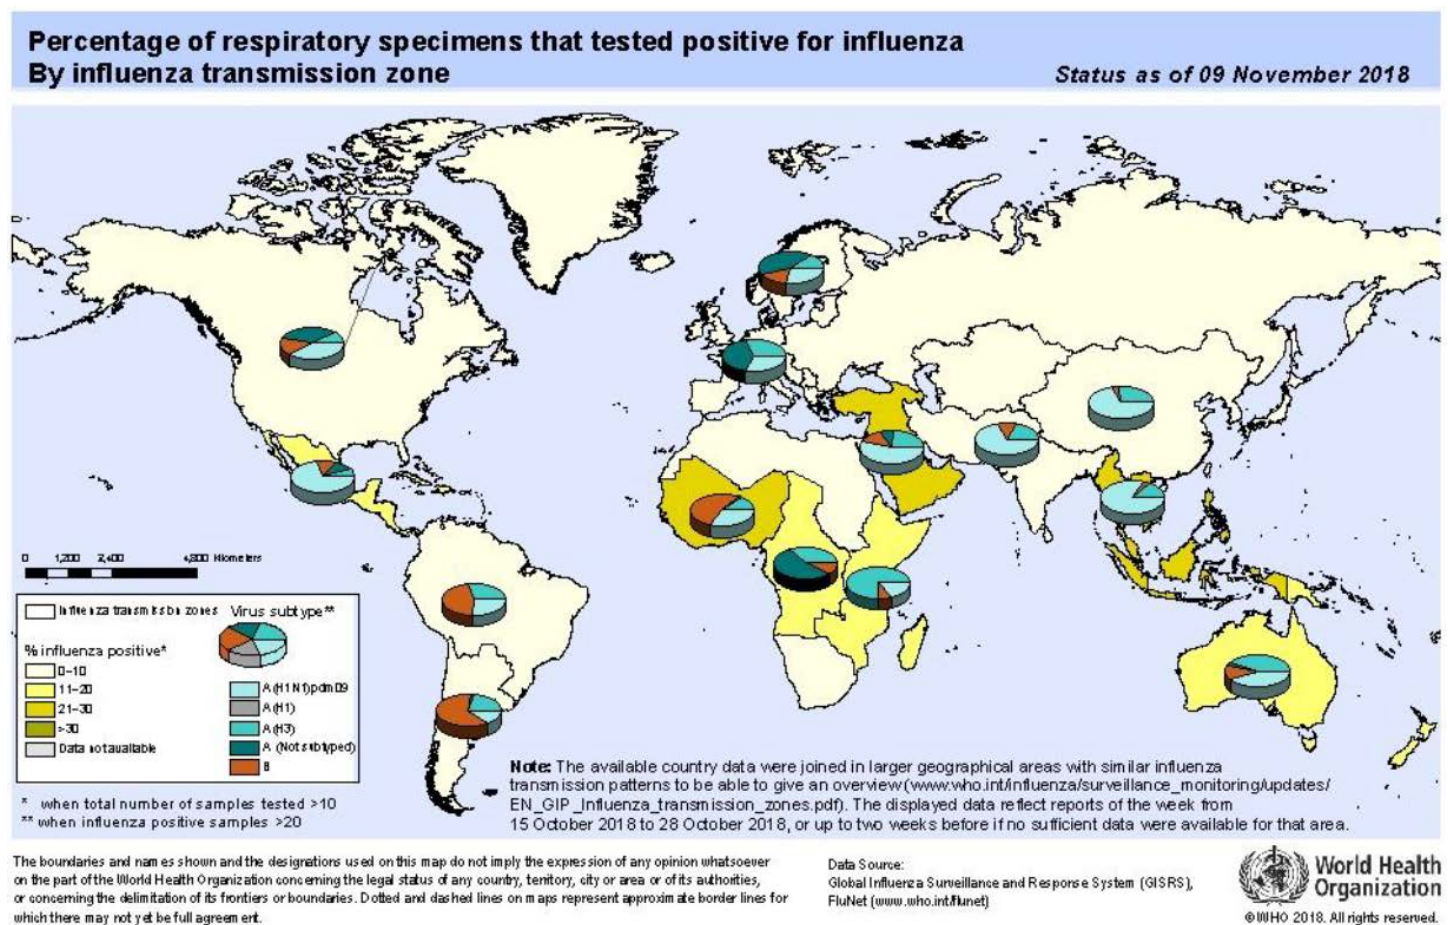 Percentage of respiratory specimens that tested positive for influenza
By influenza transmission zone
Status as of 09 November 2018
0 1,200 2,400 4,800 Kilometers
Influenza transmission zones
Virus subtype**
% influenza positive*
0-10
11-20
21-30
>30
Data not available
A(H1N1)pdm09
A(H1)
A(H3)
A (Not subtyped)
B
* when total number of samples tested >10
** when influenza positive samples >20
Note: The available country data were joined in larger geographical areas with similar influenza
transmission patterns to be able to give an overview (www.who.int/influenza/surveillance_monitoring/updates/
EN_GIP_Influenza_transmission_zones.pdf). The displayed data reflect reports of the week from
15 October 2018 to 28 October 2018, or up to two weeks before if no sufficient data were available for that area.
The boundaries and names shown and the designations used on this map do not imply the expression of any opinion whatsoever
on the part of the World Health Organization concerning the legal status of any country, territory, city or area or of its authorities,
or concerning the delimitation of its frontiers or boundaries. Dotted and dashed lines on maps represent approximate border lines for
which there may not yet be full agreement.
Data Source:
Global Influenza Surveillance and Response System (GISRS),
FluNet (www.who.int/flunet)
World Health
Organization
©WHO 2018. All rights reserved.